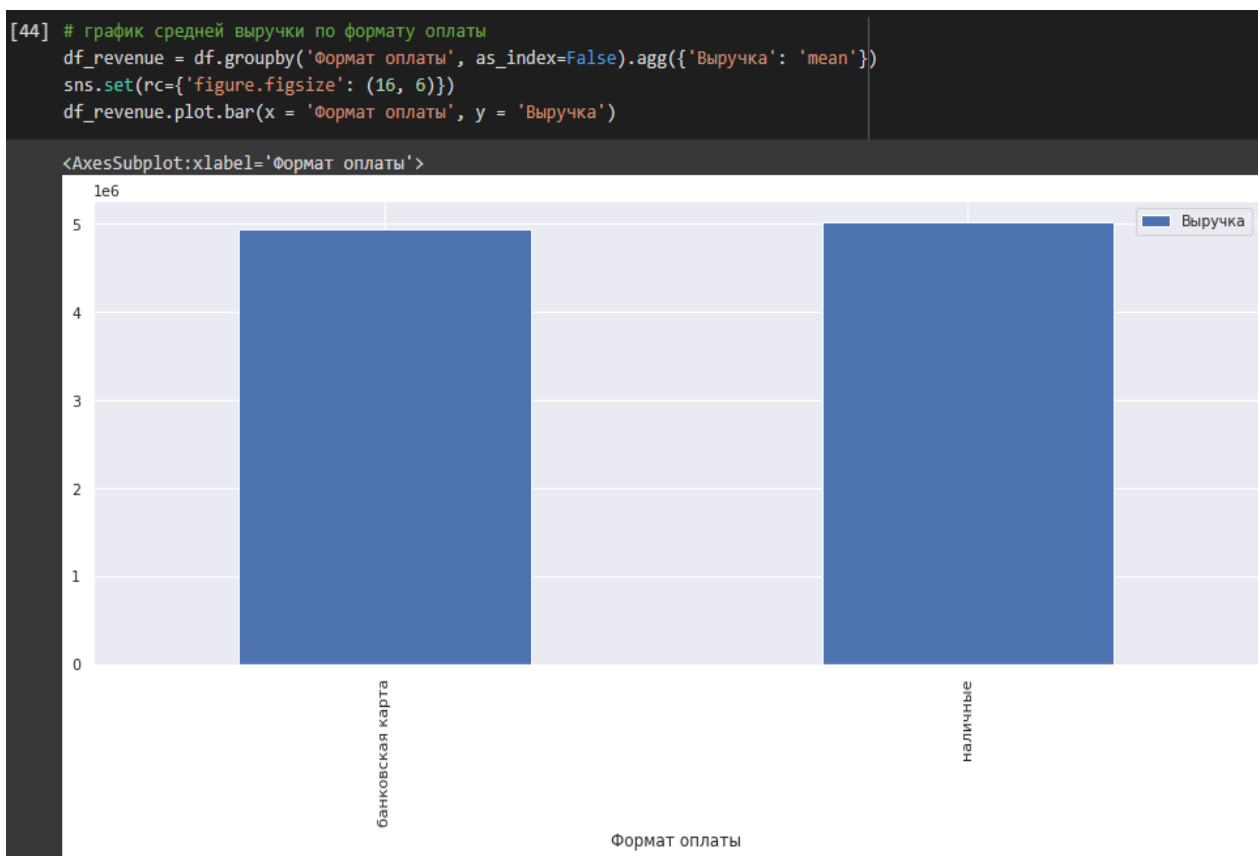 [44] # график средней выручки по формату оплаты
df_revenue = df.groupby('Формат оплаты', as_index=False).agg({'Выручка': 'mean'})
sns.set(rc={'figure.figsize': (16, 6)})
df_revenue.plot.bar(x = 'Формат оплаты', y = 'Выручка')
<AxesSubplot:xlabel='Формат оплаты'>
1e6
5
Выручка
4
3
2
1
0
банковская карта
наличные
Формат оплаты